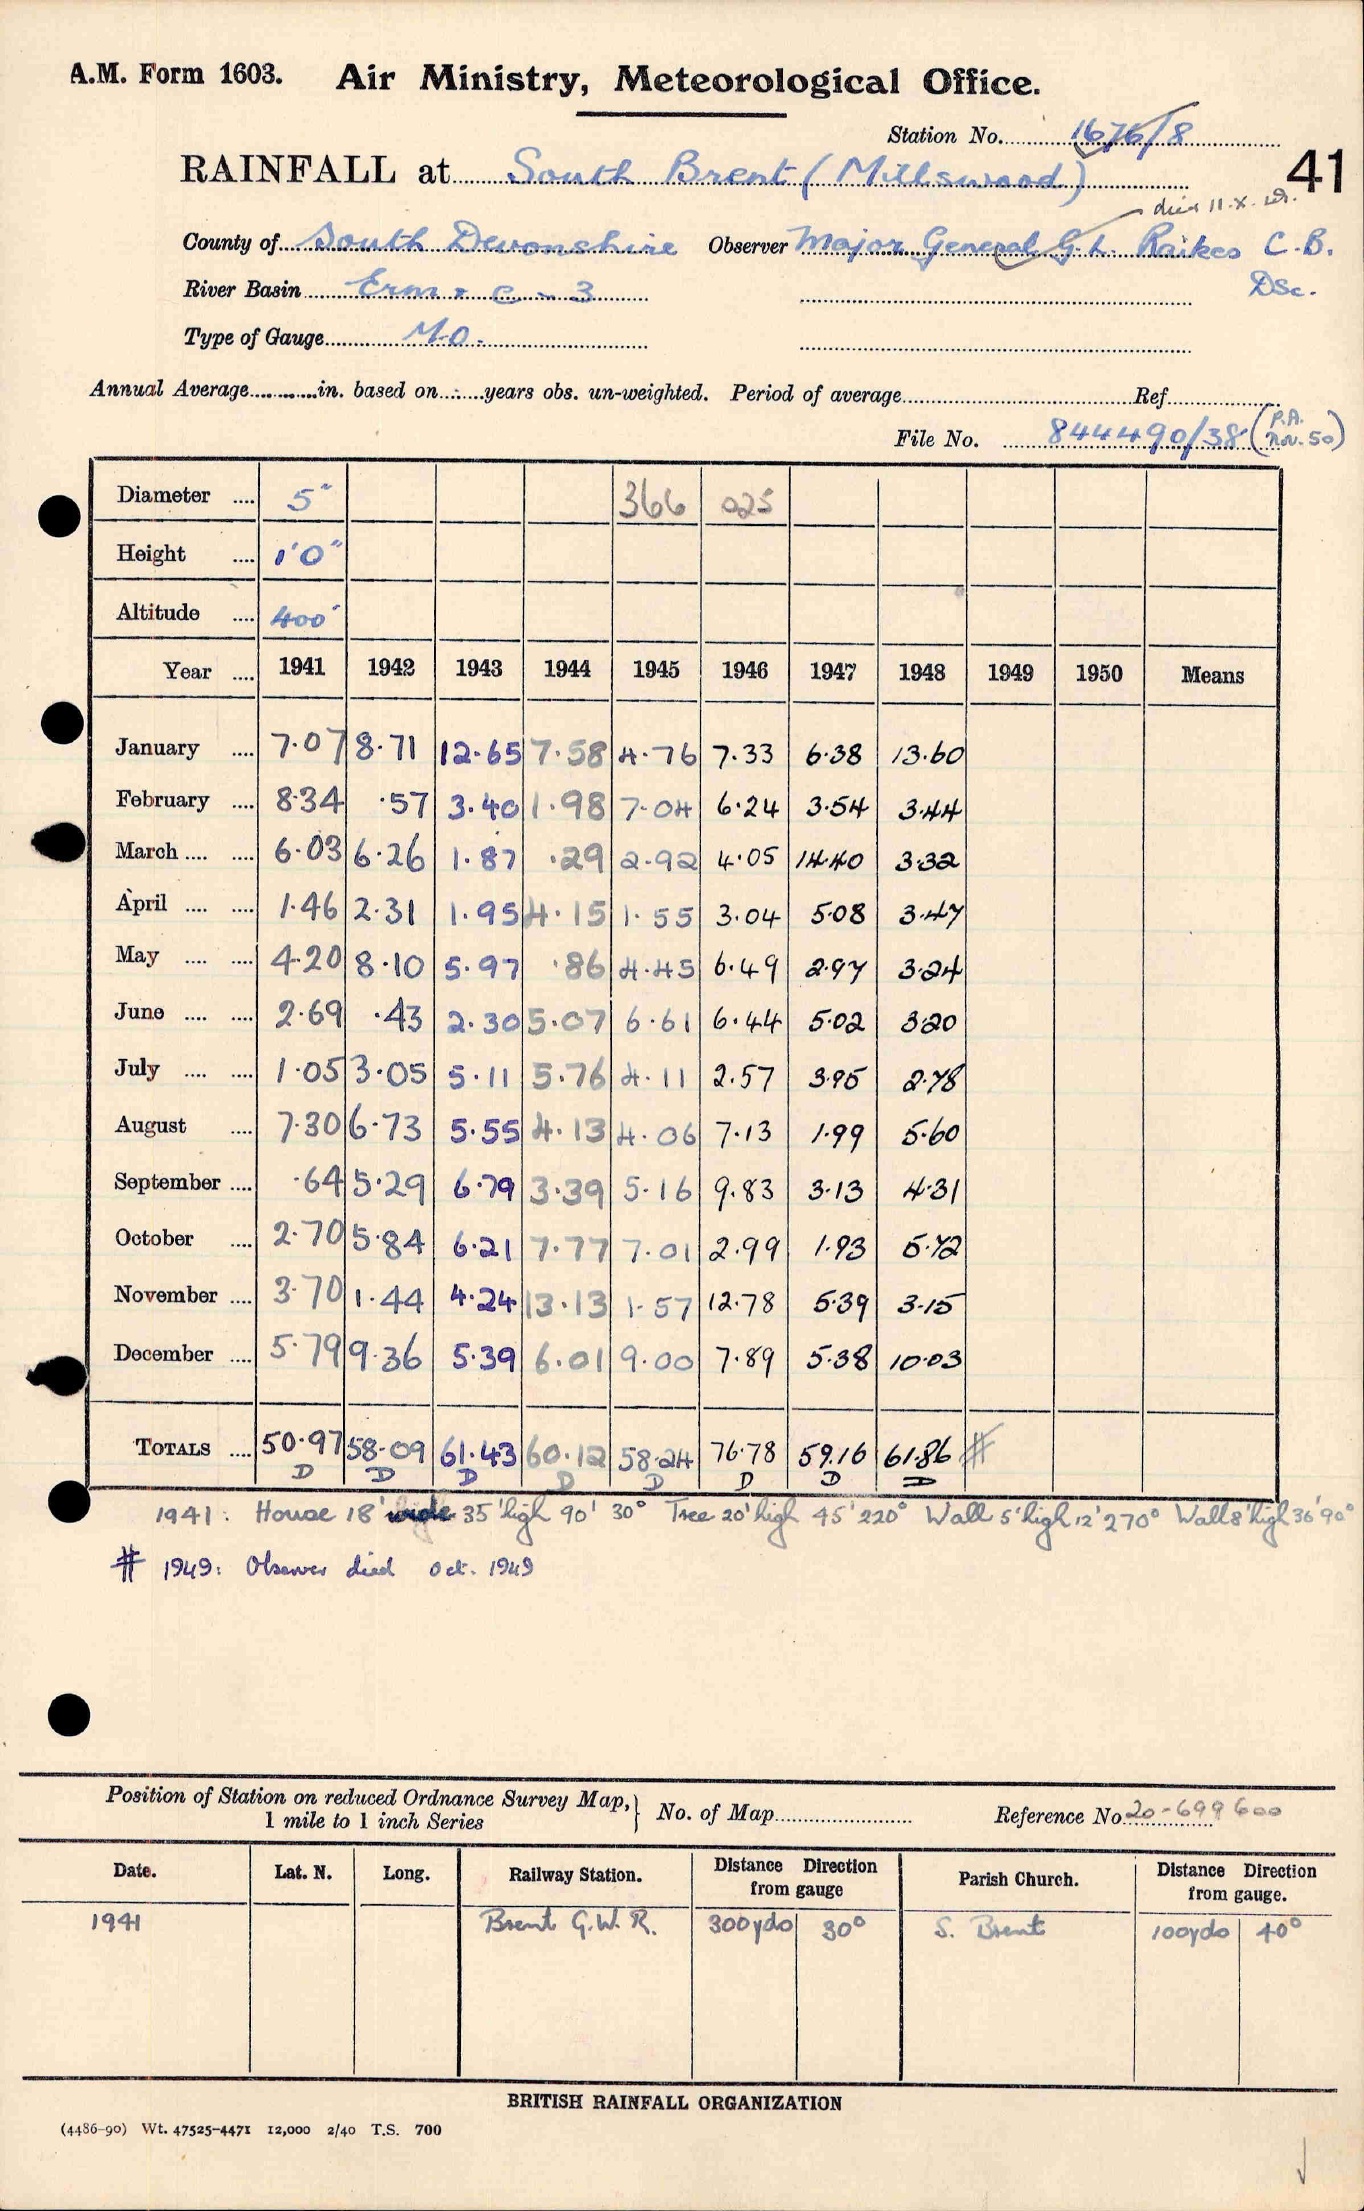 A.M. Form 1603. Air Ministry, Meteorological Office.
Station No. 1676/8
41
RAINFALL at South Brent (Millswood)
died 11.x.49.
County of South Devonshire Observer Major General G.L. Raikes C.B.
River Basin Erme C-3 DSc.
Type of Gauge M.O.
Annual Average in. based on years obs. un-weighted. Period of average Ref
File No. 844490/38 (P.A. Nov. 50)
Diameter .... 5" 366 025
Height .... 1'0"
Altitude .... 400'
Year .... 1941 1942 1943 1944 1945 1946 1947 1948 1949 1950 Means
January .... 7.07 8.71 12.65 7.58 4.76 7.33 6.38 13.60
February .... 8.34 .57 3.40 1.98 7.04 6.24 3.54 3.44
March .... .... 6.03 6.26 1.87 .29 2.92 4.05 14.40 3.32
April .... .... 1.46 2.31 1.95 4.15 1.55 3.04 5.08 3.47
May .... .... 4.20 8.10 5.97 .86 4.45 6.49 2.97 3.24
June .... .... 2.69 .43 2.30 5.07 6.61 6.44 5.02 3.20
July .... .... 1.05 3.05 5.11 5.76 4.11 2.57 3.95 2.78
August .... 7.30 6.73 5.55 4.13 4.06 7.13 1.99 5.60
September .... .64 5.29 6.79 3.39 5.16 9.83 3.13 4.31
October .... 2.70 5.84 6.21 7.77 7.01 2.99 1.93 5.72
November .... 3.70 1.44 4.24 13.13 1.57 12.78 5.39 3.15
December .... 5.79 9.36 5.39 6.01 9.00 7.89 5.38 10.03
TOTALS .... 50.97 58.09 61.43 60.12 58.24 76.78 59.16 61.86 #
D D D D D D D D
1941: House 18' 35'high 90' 30° Tree 20'high 45' 220° Wall 5'high 12' 270° Wall 8'high 36' 90°
# 1949: Observer died Oct. 1949
Position of Station on reduced Ordnance Survey Map, } No. of Map Reference No 20-699600
1 mile to 1 inch Series
Date. Lat. N. Long. Railway Station. Distance Direction from gauge Parish Church. Distance Direction from gauge.
1941 Brent G.W.R. 300yds 30° S. Brent 100yds 40°
BRITISH RAINFALL ORGANIZATION
(4486-90) Wt. 47525-4471 12,000 2/40 T.S. 700